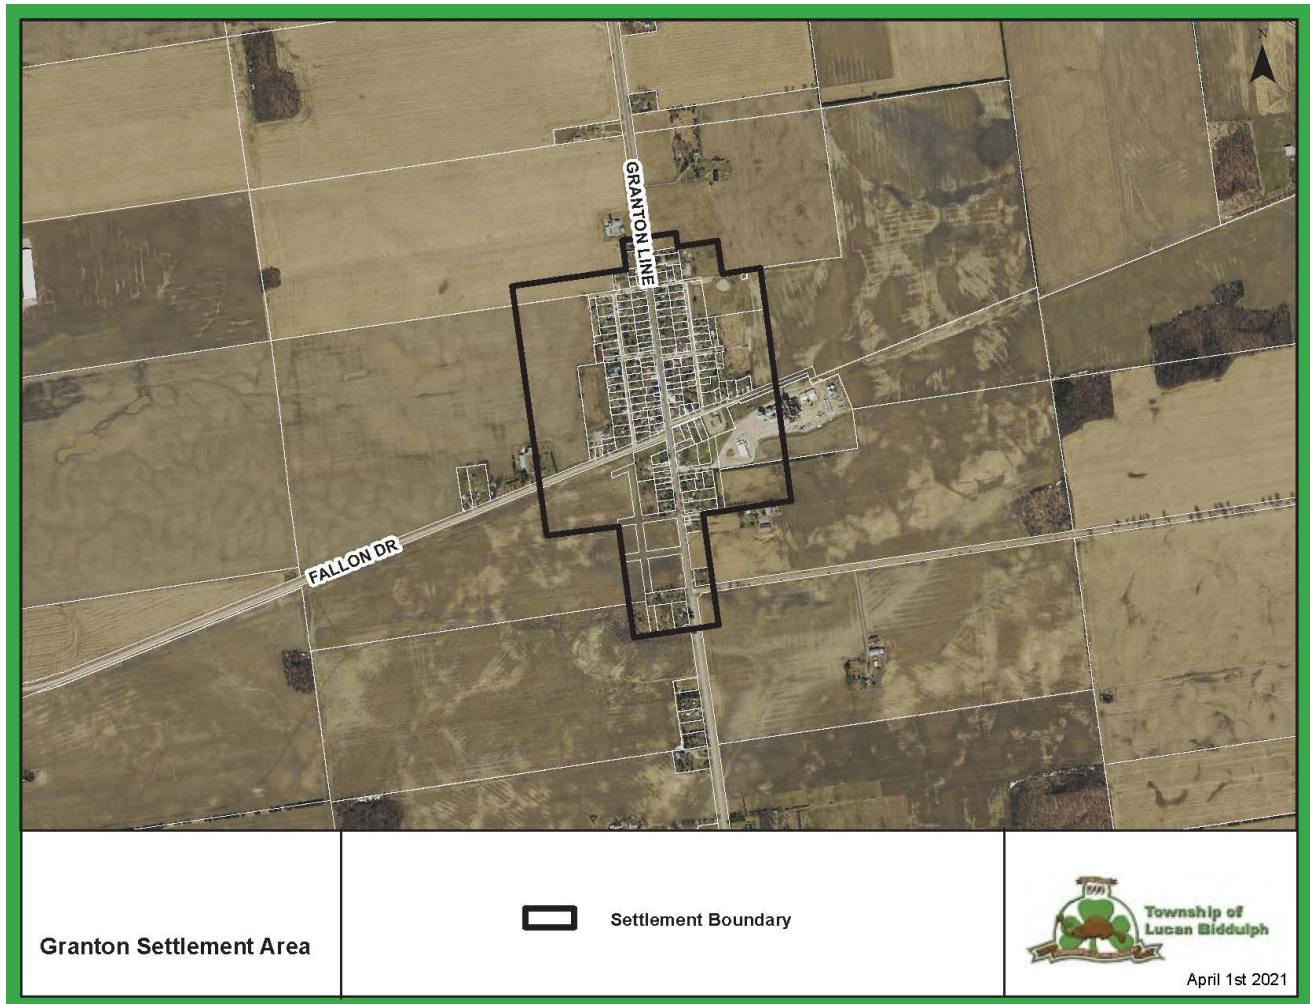 N
GRANTON LINE
FALLON DR
Granton Settlement Area
Settlement Boundary
Township of
Lucan Biddulph
April 1st 2021